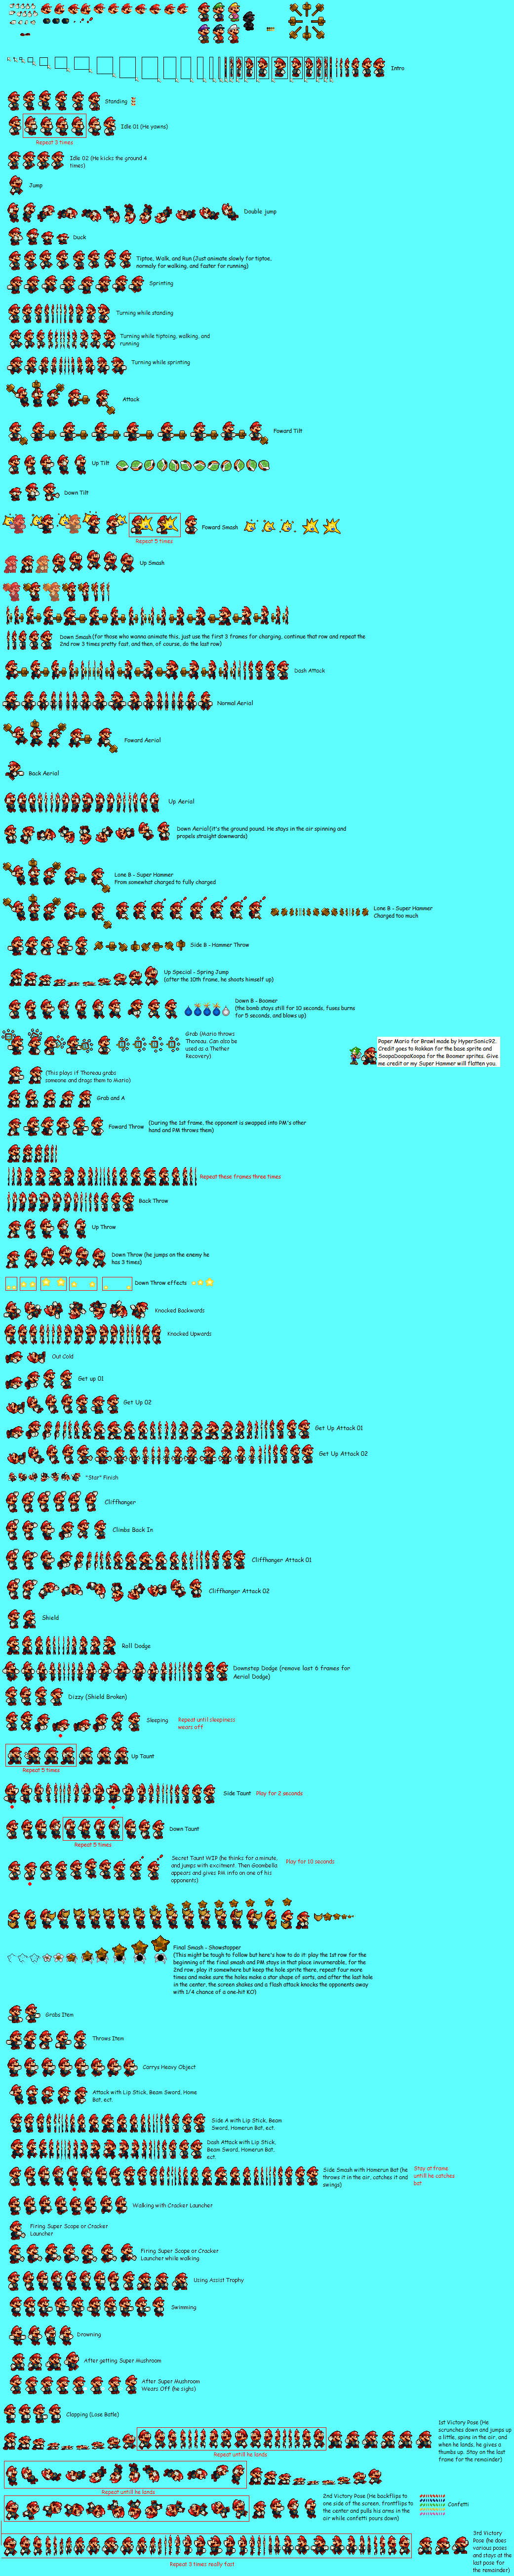 Intro
Standing
Idle 01 (He yawns)
Repeat 3 times
Idle 02 (He kicks the ground 4
times)
Jump
Double jump
Duck
Tiptoe, Walk, and Run (Just animate slowly for tiptoe,
normaly for walking, and faster for running)
Sprinting
Turning while standing
Turning while tiptoing, walking, and
running
Turning while sprinting
Attack
Foward Tilt
Up Tilt
Down Tilt
Foward Smash
Repeat 5 times
Up Smash
Down Smash (for those who wanna animate this, just use the first 3 frames for charging, continue that row and repeat the
2nd row 3 times pretty fast, and then, of course, do the last row)
Dash Attack
Normal Aerial
Foward Aerial
Back Aerial
Up Aerial
Down Aerial (it's the ground pound. He stays in the air spinning and
propels straight downwards)
Lone B - Super Hammer
From somewhat charged to fully charged
Lone B - Super Hammer
Charged too much
Side B - Hammer Throw
Up Special - Spring Jump
(after the 10th frame, he shoots himself up)
Down B - Boomer
(the bomb stays still for 10 seconds, fuses burns
for 5 seconds, and blows up)
Grab (Mario throws
Thoreau. Can also be
used as a Thether
Recovery)
Paper Mario for Brawl made by HyperSonic92.
Credit goes to Rokkan for the base sprite and
SoopaDoopaKoopa for the Boomer sprites. Give
me credit or my Super Hammer will flatten you.
(This plays if Thoreau grabs
someone and drags them to Mario)
Grab and A
Foward Throw
(During the 1st frame, the opponent is swapped into PM's other
hand and PM throws them)
Repeat these frames three times
Back Throw
Up Throw
Down Throw (he jumps on the enemy he
has 3 times)
Down Throw effects
Knocked Backwards
Knocked Upwards
Out Cold
Get up 01
Get Up 02
Get Up Attack 01
Get Up Attack 02
"Star" Finish
Cliffhanger
Climbs Back In
Cliffhanger Attack 01
Cliffhanger Attack 02
Shield
Roll Dodge
Downstep Dodge (remove last 6 frames for
Aerial Dodge)
Dizzy (Shield Broken)
Sleeping
Repeat until sleepiness
wears off
Up Taunt
Repeat 5 times
Side Taunt
Play for 2 seconds
Down Taunt
Repeat 5 times
Secret Taunt WIP (he thinks for a minute,
and jumps with excitment. Then Goombella
appears and gives PM info on one of his
opponents)
Play for 10 seconds
Final Smash - Showstopper
(This might be tough to follow but here's how to do it: play the 1st row for the
beginning of the final smash and PM stays in that place invurnerable, for the
2nd row, play it somewhere but keep the hole sprite there, repeat four more
times and make sure the holes make a star shape of sorts, and after the last hole
in the center, the screen shakes and a flash attack knocks the opponents away
with 1/4 chance of a one-hit KO)
Grabs Item
Throws Item
Carrys Heavy Object
Attack with Lip Stick, Beam Sword, Home
Bat, ect.
Side A with Lip Stick, Beam
Sword, Homerun Bat, ect.
Dash Attack with Lip Stick,
Beam Sword, Homerun Bat,
ect.
Side Smash with Homerun Bat (he
throws it in the air, catches it and
swings)
Stay at frame
untill he catches
bat
Walking with Cracker Launcher
Firing Super Scope or Cracker
Launcher
Firing Super Scope or Cracker
Launcher while walking
Using Assist Trophy
Swimming
Drowning
After getting Super Mushroom
After Super Mushroom
Wears Off (he sighs)
Clapping (Lose Batle)
1st Victory Pose (He
scrunches down and jumps up
a little, spins in the air, and
when he lands, he gives a
thumbs up. Stay on the last
frame for the remainder)
Repeat untill he lands
Repeat untill he lands
2nd Victory Pose (He backflips to
one side of the screen, frontflips to
the center and pulls his arms in the
air while confetti pours down)
Confetti
3rd Victory
Pose (he does
various poses
and stays at the
last pose for
the remainder)
Repeat 3 times really fast